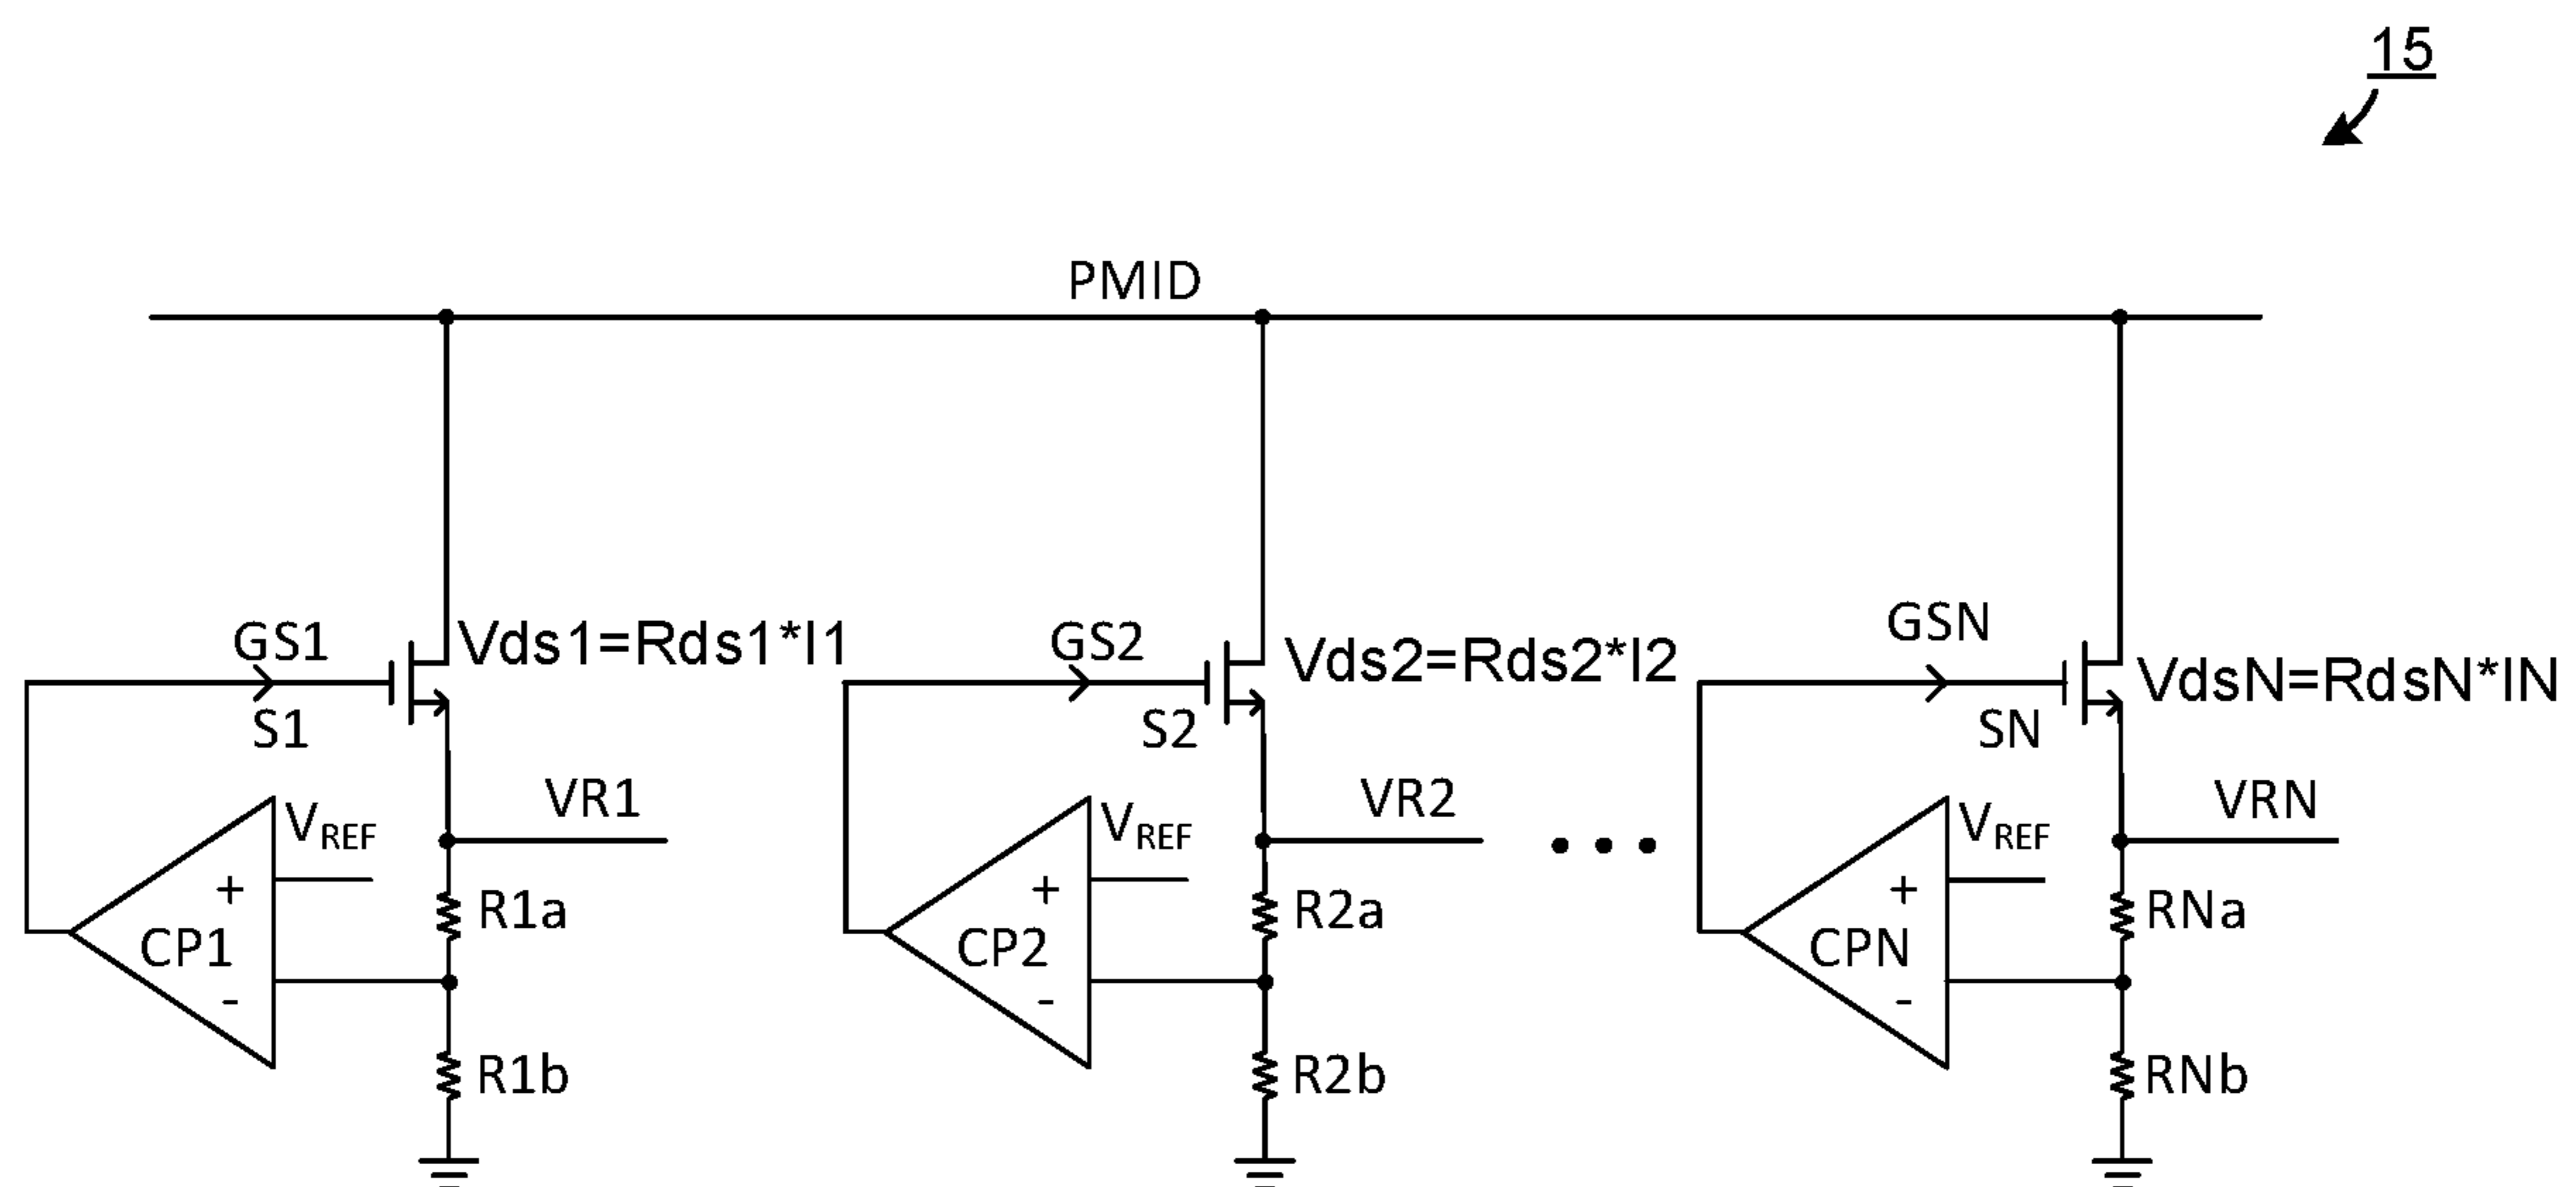 15
PMID
GS1
Vds1=Rds1*I1
S1
VREF
VR1
+
CP1
-
R1a
R1b
GS2
Vds2=Rds2*I2
S2
VREF
VR2
+
CP2
-
R2a
R2b
GSN
VdsN=RdsN*IN
SN
VREF
VRN
+
CPN
-
RNa
RNb